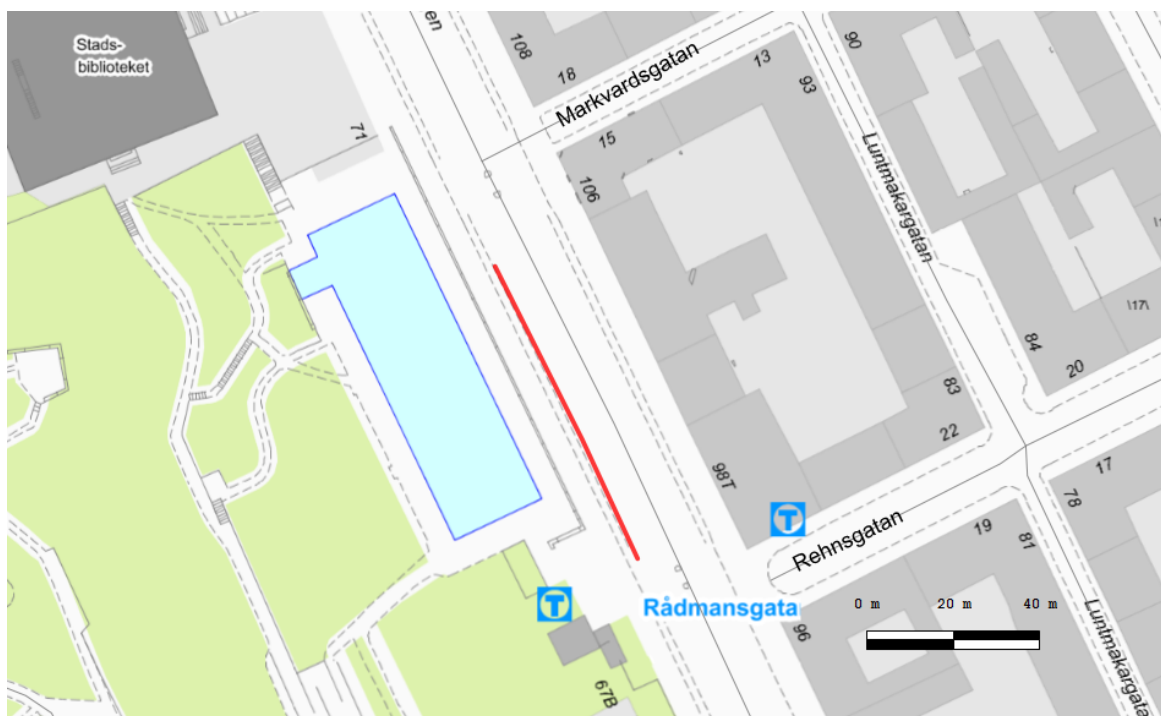 Stads-
biblioteket
en
108
18
Markvardsgatan
13
93
90
71
15
106
Luntmakargatan
\17\
84
20
83
22
98T
17
78
T
Rehnsgatan
19
81
T
Rådmansgata
96
0 m 20 m 40 m
Luntmakargata
67B